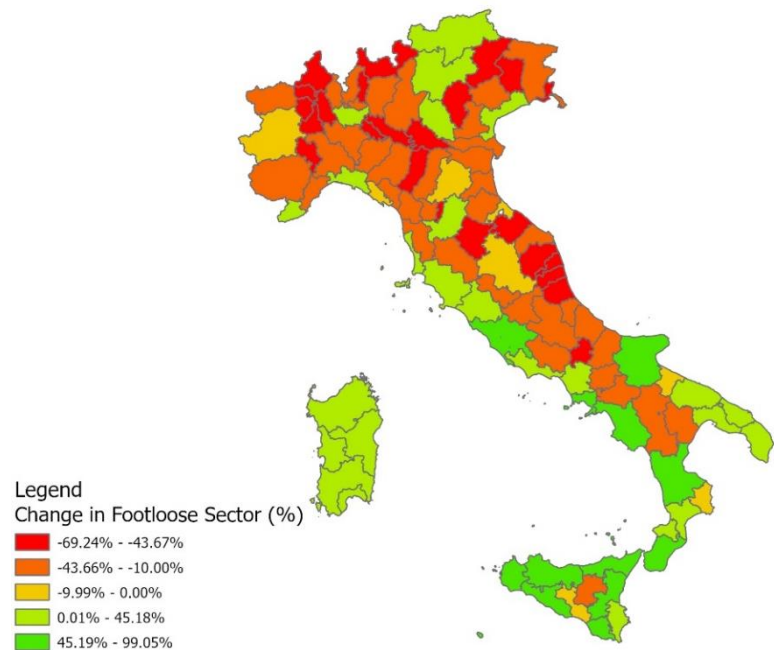 Legend
Change in Footloose Sector (%)
-69.24% - -43.67%
-43.66% - -10.00%
-9.99% - 0.00%
0.01% - 45.18%
45.19% - 99.05%